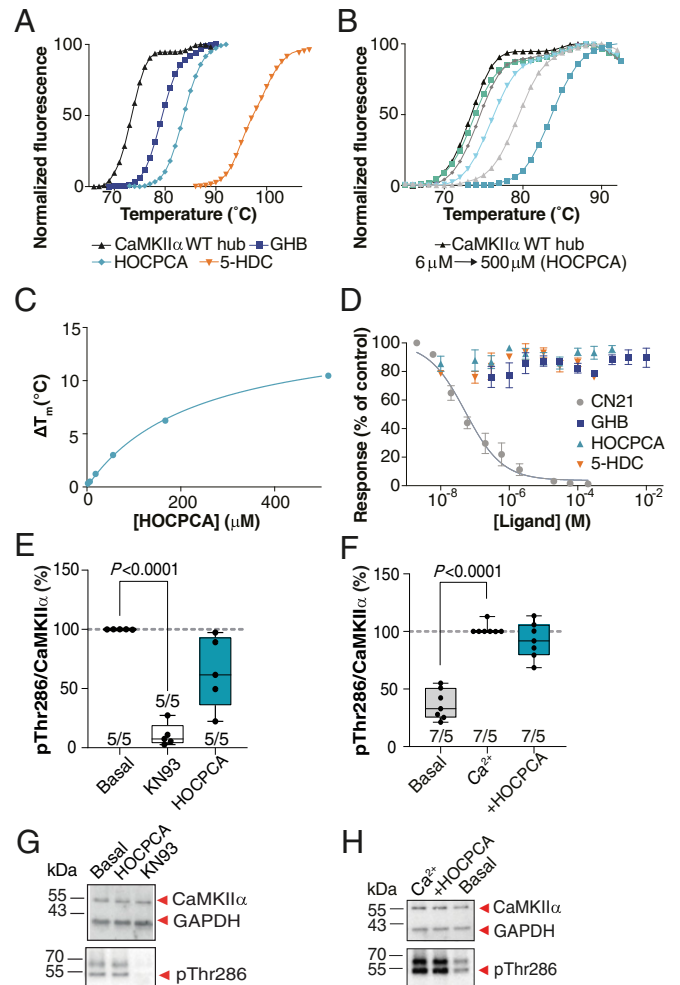 A
Normalized fluorescence
100
50
0
70
80
90
100
Temperature (°C)
CaMKIIα WT hub
GHB
HOCPCA
5-HDC
B
Normalized fluorescence
100
50
0
70
80
90
Temperature (°C)
CaMKIIα WT hub
6 μM → 500 μM (HOCPCA)
C
ΔTm (°C)
15
10
5
0
0
200
400
[HOCPCA] (μM)
D
Response (% of control)
100
80
60
40
20
0
10⁻⁸
10⁻⁶
10⁻⁴
10⁻²
[Ligand] (M)
CN21
GHB
HOCPCA
5-HDC
E
pThr286/CaMKIIα (%)
150
100
50
0
P<0.0001
5/5
5/5
5/5
Basal
KN93
HOCPCA
F
pThr286/CaMKIIα (%)
150
100
50
0
P<0.0001
7/5
7/5
7/5
Basal
Ca²⁺
+HOCPCA
G
Basal
HOCPCA
KN93
kDa
55
43
CaMKIIα
GAPDH
70
55
pThr286
H
Ca²⁺
+HOCPCA
Basal
kDa
55
43
CaMKIIα
GAPDH
70
55
pThr286